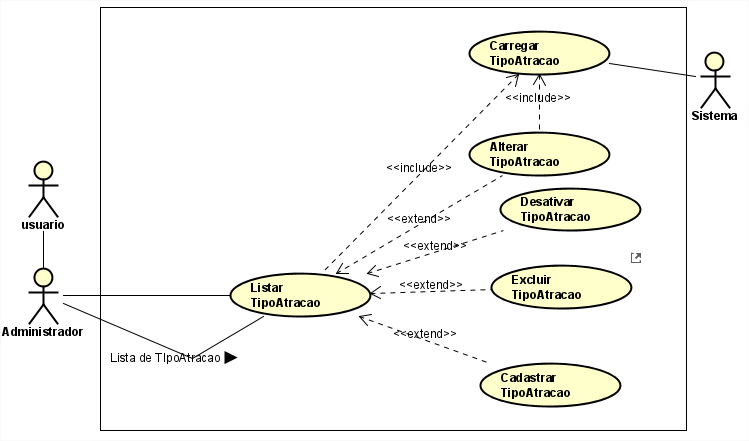 Carregar
TipoAtracao
Sistema
<<include>>
Alterar
TipoAtracao
<<include>>
Desativar
TipoAtracao
<<extend>>
<<extend>>
usuario
Listar
TipoAtracao
<<extend>>
Excluir
TipoAtracao
Administrador
<<extend>>
Lista de TIpoAtracao
Cadastrar
TipoAtracao